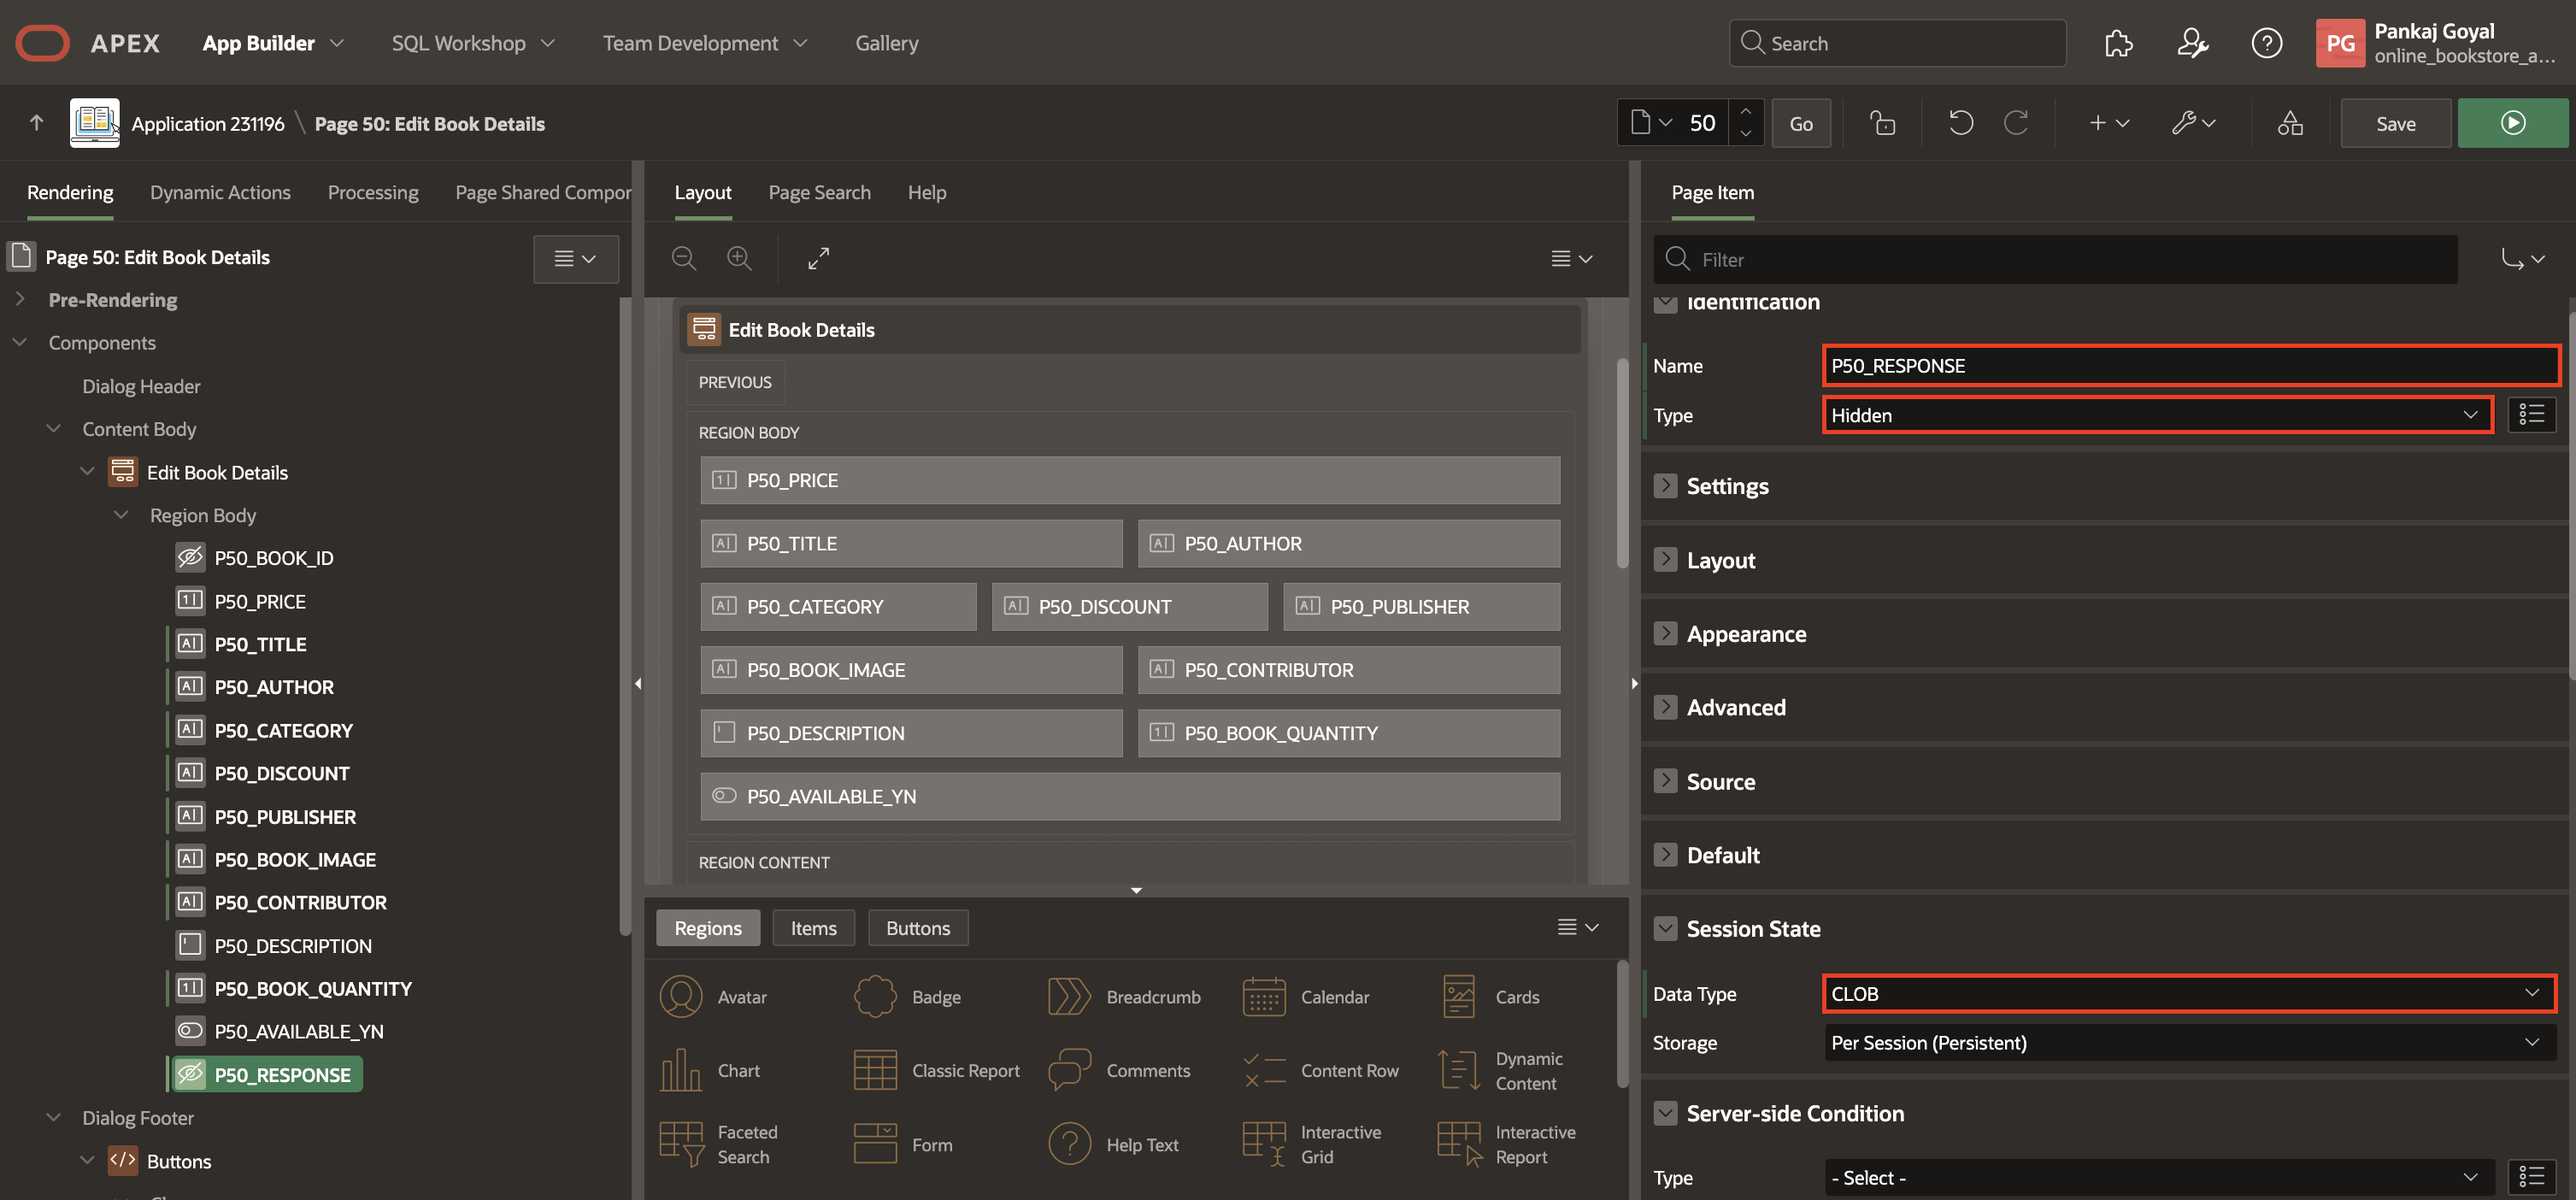 APEX
App Builder
SQL Workshop
Team Development
Gallery
Search
PG
Pankaj Goyal
online_bookstore_a...
Application 231196 \ Page 50: Edit Book Details
50
Go
Save
Rendering
Dynamic Actions
Processing
Page Shared Compor
Page 50: Edit Book Details
Pre-Rendering
Components
Dialog Header
Content Body
Edit Book Details
Region Body
P50_BOOK_ID
P50_PRICE
P50_TITLE
P50_AUTHOR
P50_CATEGORY
P50_DISCOUNT
P50_PUBLISHER
P50_BOOK_IMAGE
P50_CONTRIBUTOR
P50_DESCRIPTION
P50_BOOK_QUANTITY
P50_AVAILABLE_YN
P50_RESPONSE
Dialog Footer
Buttons
Layout
Page Search
Help
Edit Book Details
PREVIOUS
REGION BODY
P50_PRICE
P50_TITLE
P50_AUTHOR
P50_CATEGORY
P50_DISCOUNT
P50_PUBLISHER
P50_BOOK_IMAGE
P50_CONTRIBUTOR
P50_DESCRIPTION
P50_BOOK_QUANTITY
P50_AVAILABLE_YN
REGION CONTENT
Regions
Items
Buttons
Avatar
Badge
Breadcrumb
Calendar
Cards
Chart
Classic Report
Comments
Content Row
Dynamic
Content
Faceted
Search
Form
Help Text
Interactive
Grid
Interactive
Report
Page Item
Filter
Identification
Name
P50_RESPONSE
Type
Hidden
Settings
Layout
Appearance
Advanced
Source
Default
Session State
Data Type
CLOB
Storage
Per Session (Persistent)
Server-side Condition
Type
- Select -